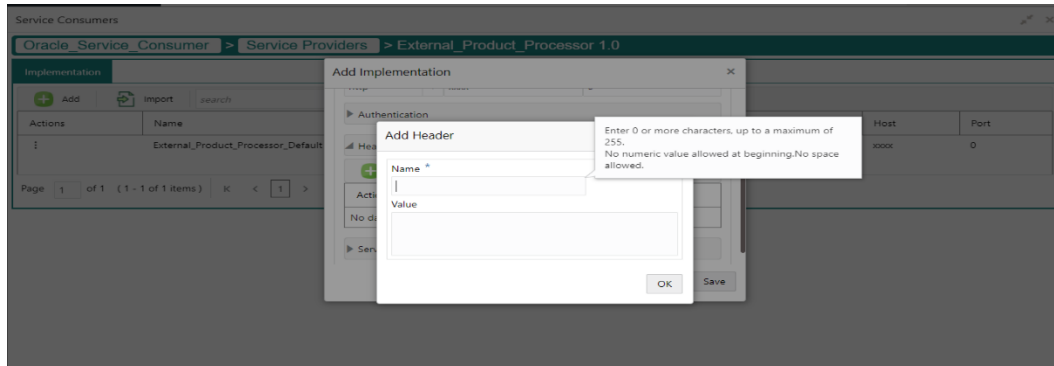 Service Consumers
Oracle_Service_Consumer > Service Providers > External_Product_Processor 1.0
Implementation
Add Implementation
Add Import search
Authentication
Actions Name Host Port
Add Header
Enter 0 or more characters, up to a maximum of
255.
No numeric value allowed at beginning.No space
allowed.
External_Product_Processor_Default xxxx 0
Hea
Name *
Page 1 of 1 (1 - 1 of 1 items) K < 1 >
Acti
Value
No da
Serv
OK
Save